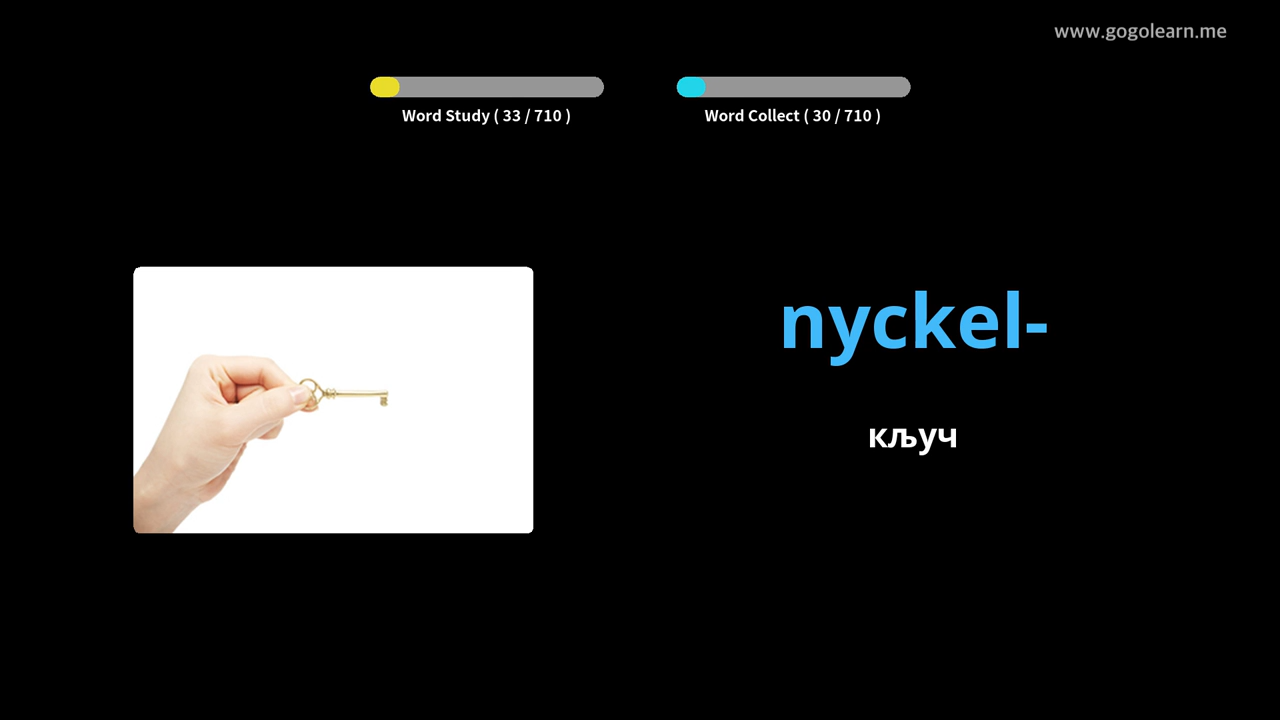 www.gogolearn.me
Word Study ( 33 / 710 )
Word Collect ( 30 / 710 )
nyckel-
кључ